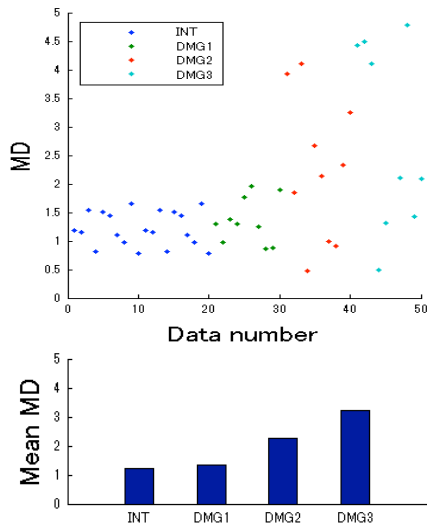 5
4.5
4
3.5
3
2.5
2
1.5
1
0.5
0
MD
INT
DMG1
DMG2
DMG3
0 10 20 30 40 50
Data number
5
4
3
2
1
0
Mean MD
INT DMG1 DMG2 DMG3